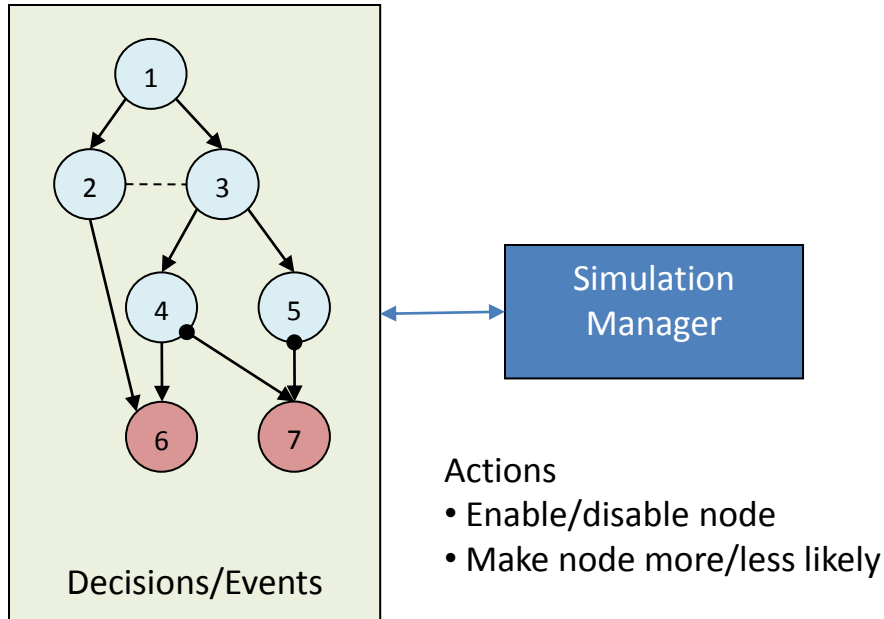 1
2
3
4
5
6
7
Decisions/Events
Simulation
Manager
Actions
• Enable/disable node
• Make node more/less likely